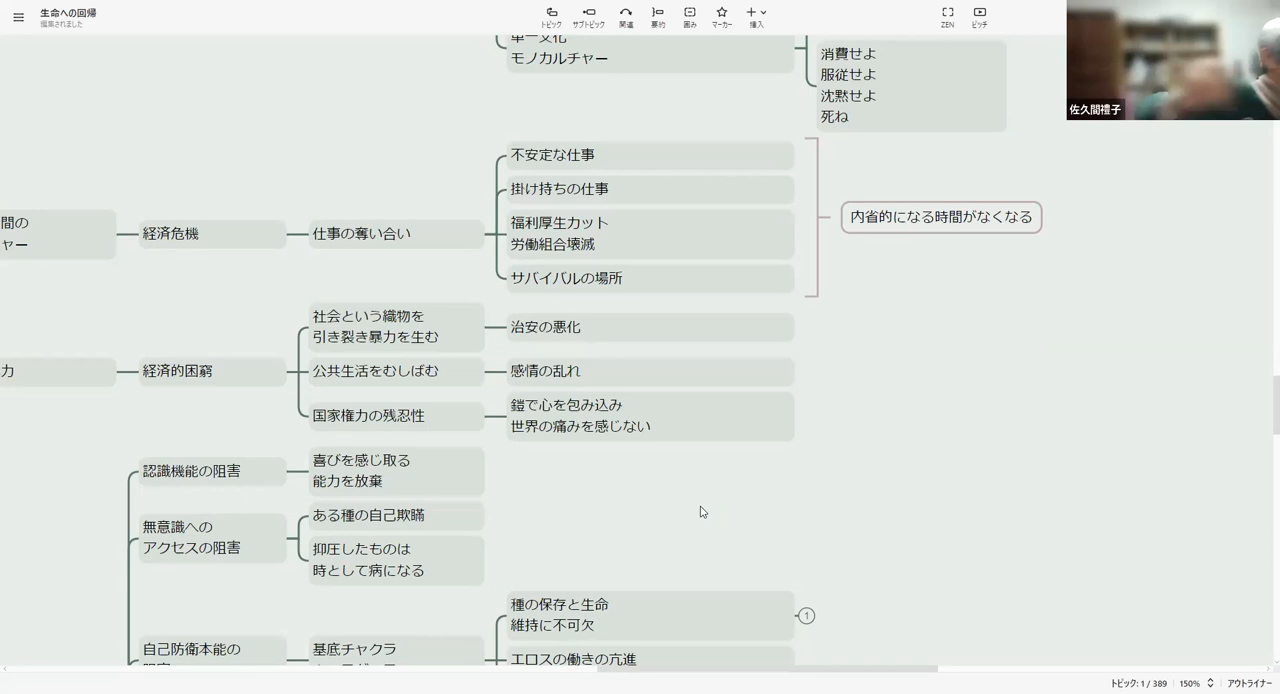 生命への回帰
編集されました
トピック
サブトピック
関連
要約
囲み
マーカー
挿入
ZEN
ピッチ
佐久間禮子
単一文化
モノカルチャー
消費せよ
服従せよ
沈黙せよ
死ね
間の
ャー
経済危機
仕事の奪い合い
不安定な仕事
掛け持ちの仕事
福利厚生カット
労働組合壊滅
サバイバルの場所
内省的になる時間がなくなる
力
経済的困窮
社会という織物を
引き裂き暴力を生む
治安の悪化
公共生活をむしばむ
感情の乱れ
国家権力の残忍性
鎧で心を包み込み
世界の痛みを感じない
認識機能の阻害
喜びを感じ取る
能力を放棄
無意識への
アクセスの阻害
ある種の自己欺瞞
抑圧したものは
時として病になる
自己防衛本能の
基底チャクラ
種の保存と生命
維持に不可欠
1
エロスの働きの亢進
トピック: 1 / 389
150%
アウトライナー